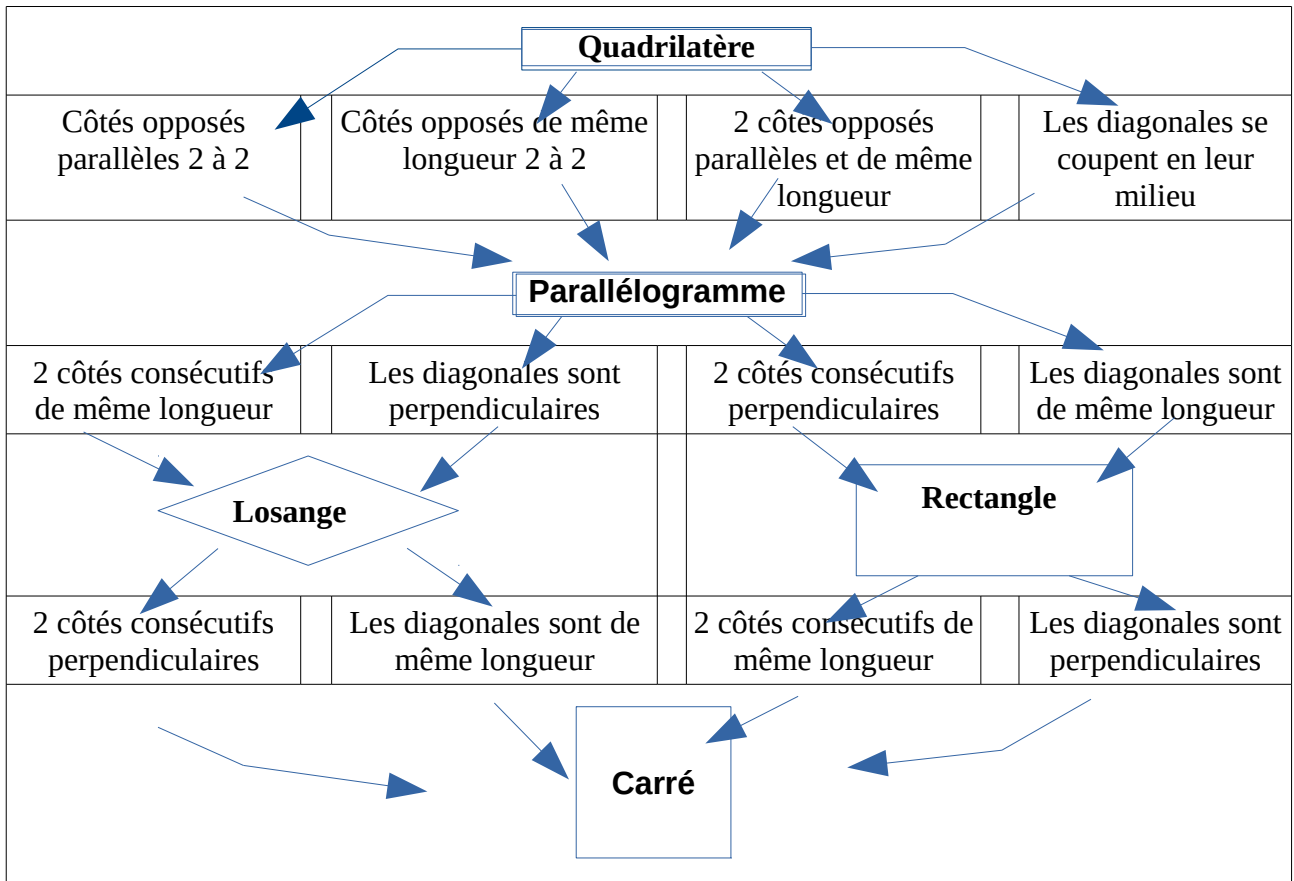 Quadrilatère
Côtés opposés
parallèles 2 à 2
Côtés opposés de même
longueur 2 à 2
2 côtés opposés
parallèles et de même
longueur
Les diagonales se
coupent en leur
milieu
Parallélogramme
2 côtés consécutifs
de même longueur
Les diagonales sont
perpendiculaires
2 côtés consécutifs
perpendiculaires
Les diagonales sont
de même longueur
Losange
Rectangle
2 côtés consécutifs
perpendiculaires
Les diagonales sont de
même longueur
2 côtés consécutifs de
même longueur
Les diagonales sont
perpendiculaires
Carré